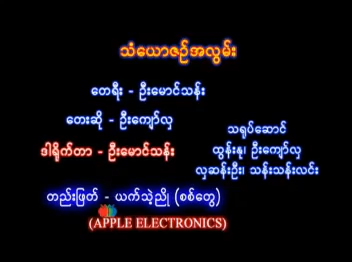 သံယောဇဉ်အလွမ်း
တေရီး - ဦးမောင်သန်း
တေးဆို - ဦးကျော်လှ
ဒါရိုက်တာ - ဦးမောင်သန်း
သရုပ်ဆောင်
ထွန်းနု၊ ဦးကျော်လှ
လှဆန်းဦး၊ သန်းသန်းလင်း
တည်းဖြတ် - ယက်သဲ့ညို (စစ်တွေ)
(APPLE ELECTRONICS)